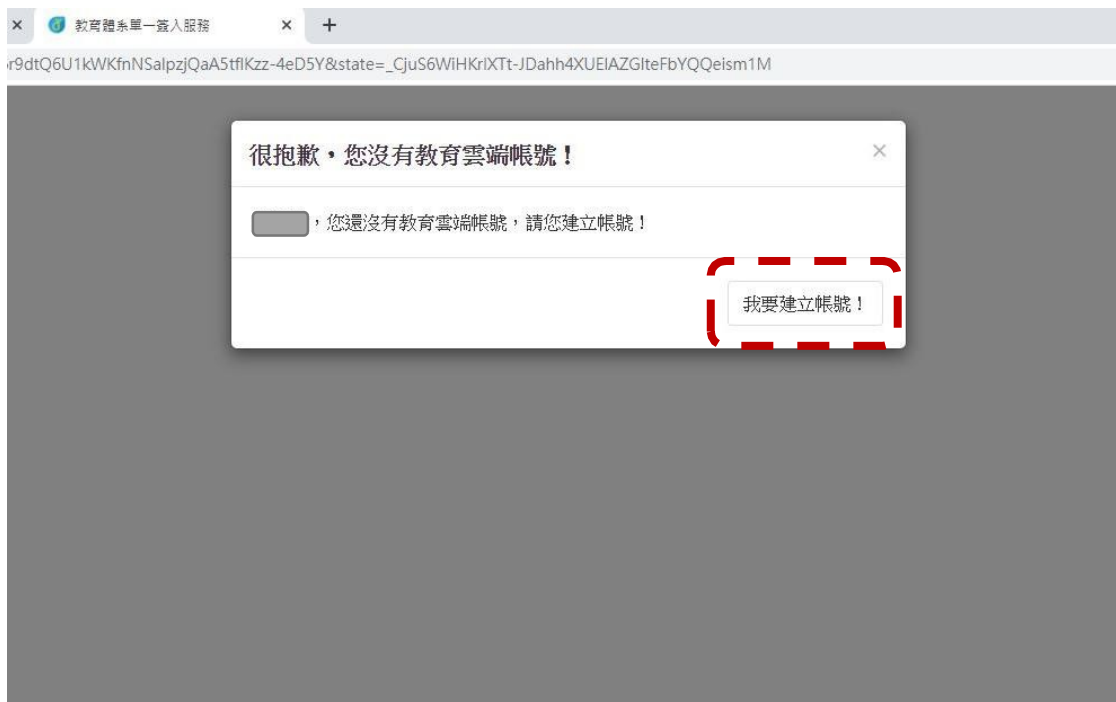 教育體系單一簽入服務
r9dtQ6U1kWKfnNSalpzjQaA5tflKzz-4eD5Y&state=_CjuS6WiHKrlXTt-JDahh4XUElAZGlteFbYQQeism1M
很抱歉，您沒有教育雲端帳號！
，您還沒有教育雲端帳號，請您建立帳號！
我要建立帳號！